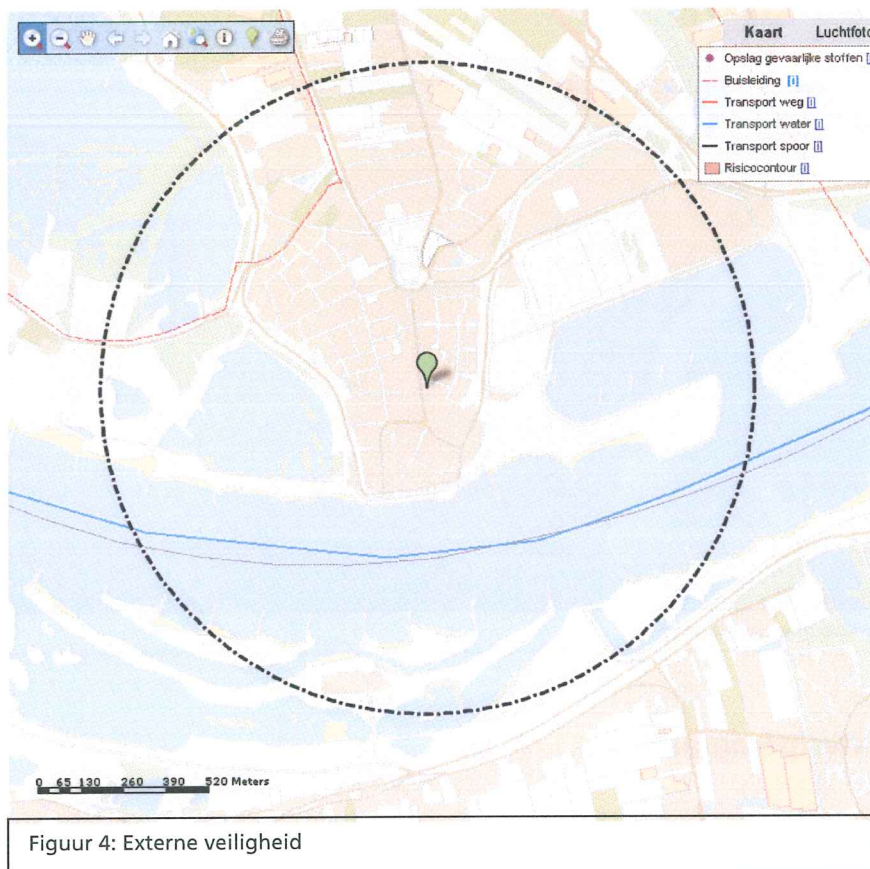 Kaart Luchtfoto
Opslag gevaarlijke stoffen [i]
Buisleiding [i]
Transport weg [i]
Transport water [i]
Transport spoor [i]
Risicocontour [i]
0 65 130 260 390 520 Meters
Figuur 4: Externe veiligheid